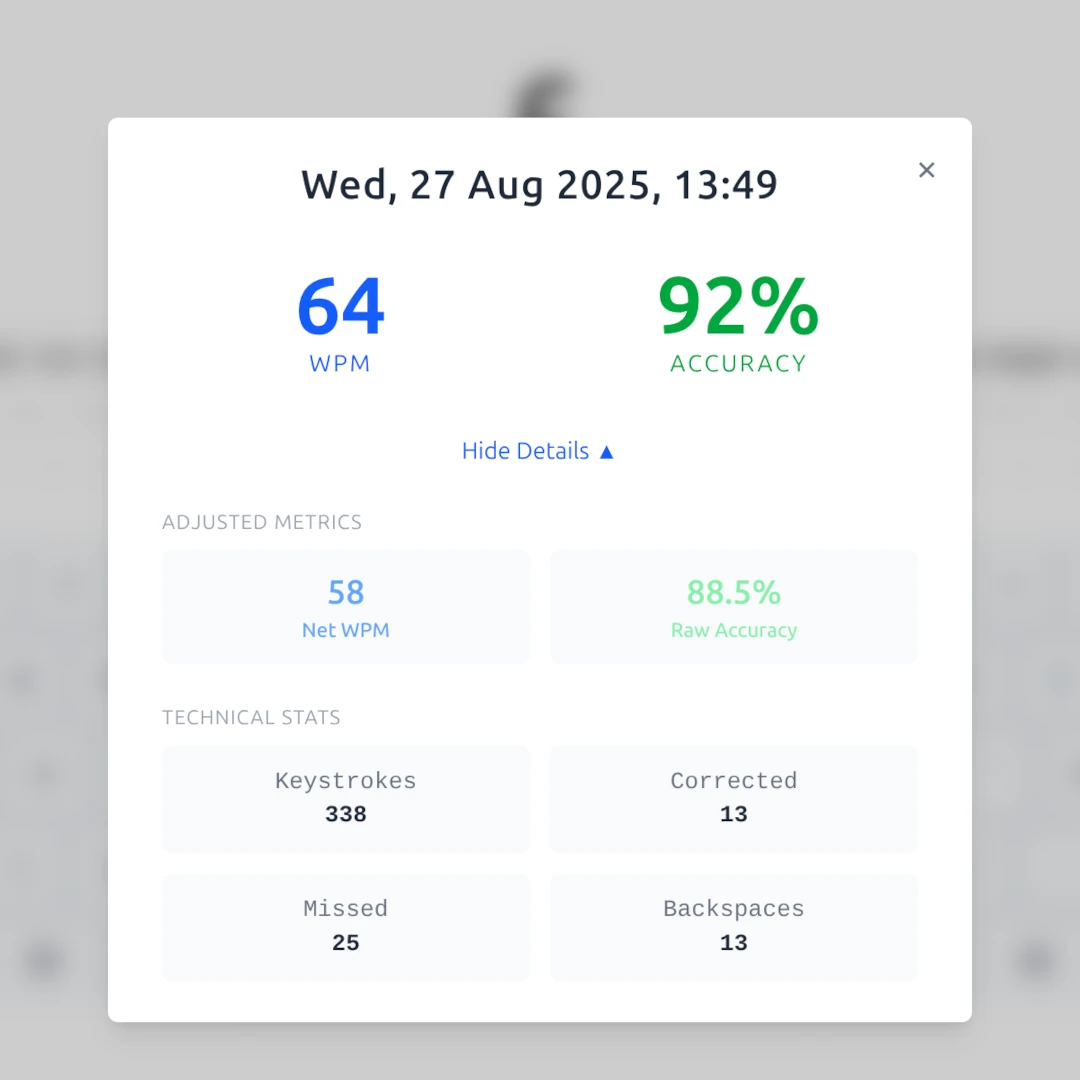 Wed, 27 Aug 2025, 13:49
×
64
WPM
92%
ACCURACY
Hide Details ▲
ADJUSTED METRICS
58
Net WPM
88.5%
Raw Accuracy
TECHNICAL STATS
Keystrokes
338
Corrected
13
Missed
25
Backspaces
13